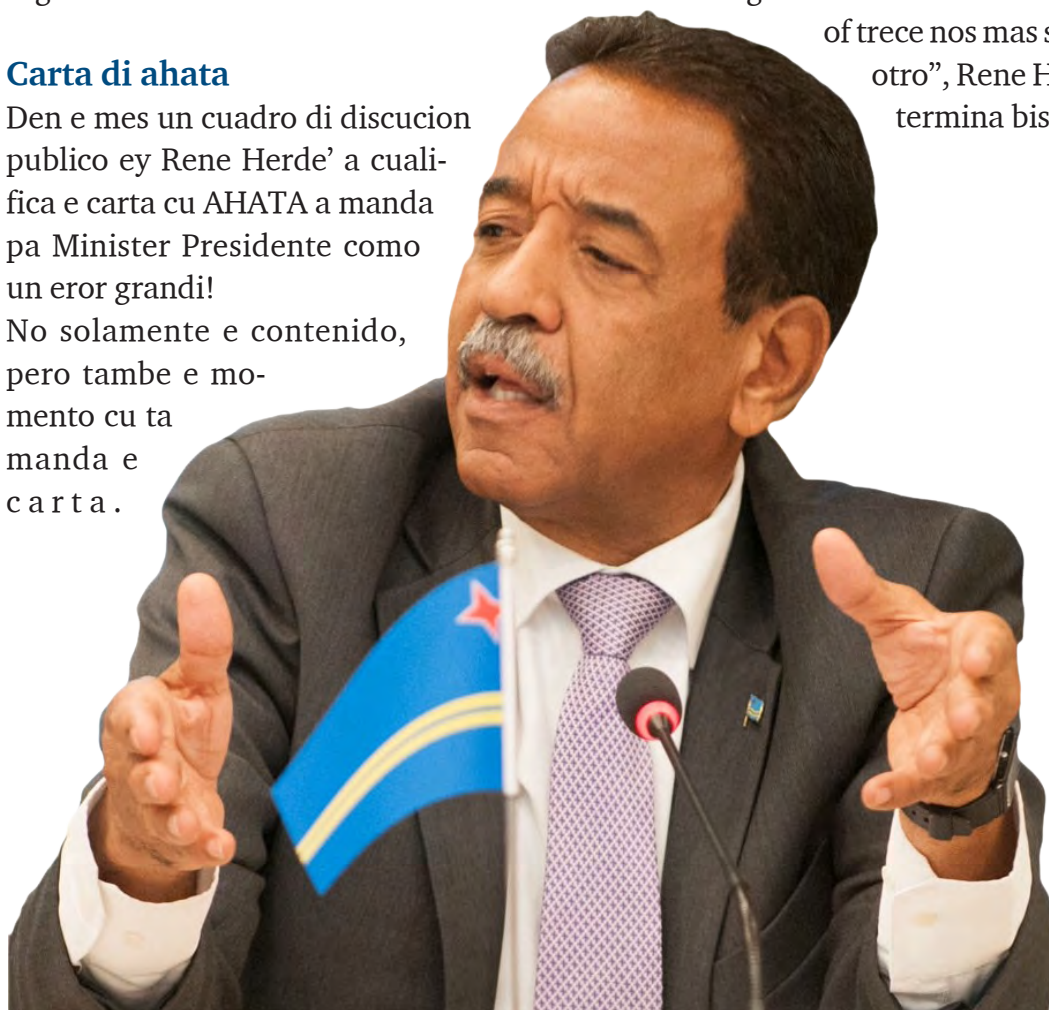 Carta di ahata
Den e mes un cuadro di discucion
publico ey Rene Herde’ a cuali-
fica e carta cu AHATA a manda
pa Minister Presidente como
un eror grandi!
No solamente e contenido,
pero tambe e mo-
mento cu ta
manda e
carta.
of trece nos mas
otro”, Rene
termina